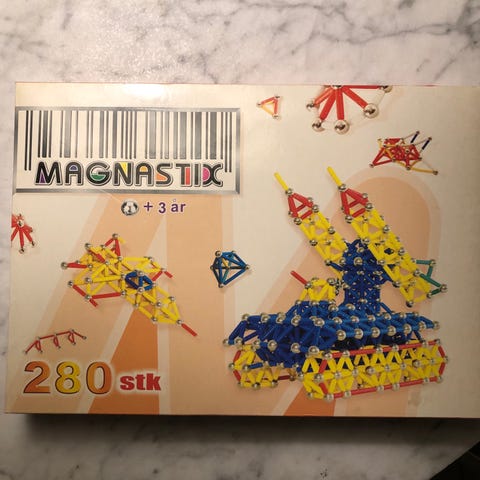 MAGNASTIX
+ 3 år
280 stk